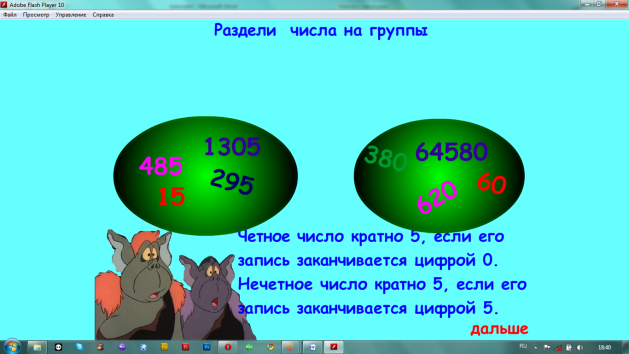 Adobe Flash Player 10
Файл Просмотр Управление Справка
Раздели числа на группы
1305
485
295
15
380
64580
620
60
Четное число кратно 5, если его
запись заканчивается цифрой 0.
Нечетное число кратно 5, если его
запись заканчивается цифрой 5.
дальше
RU
18:40